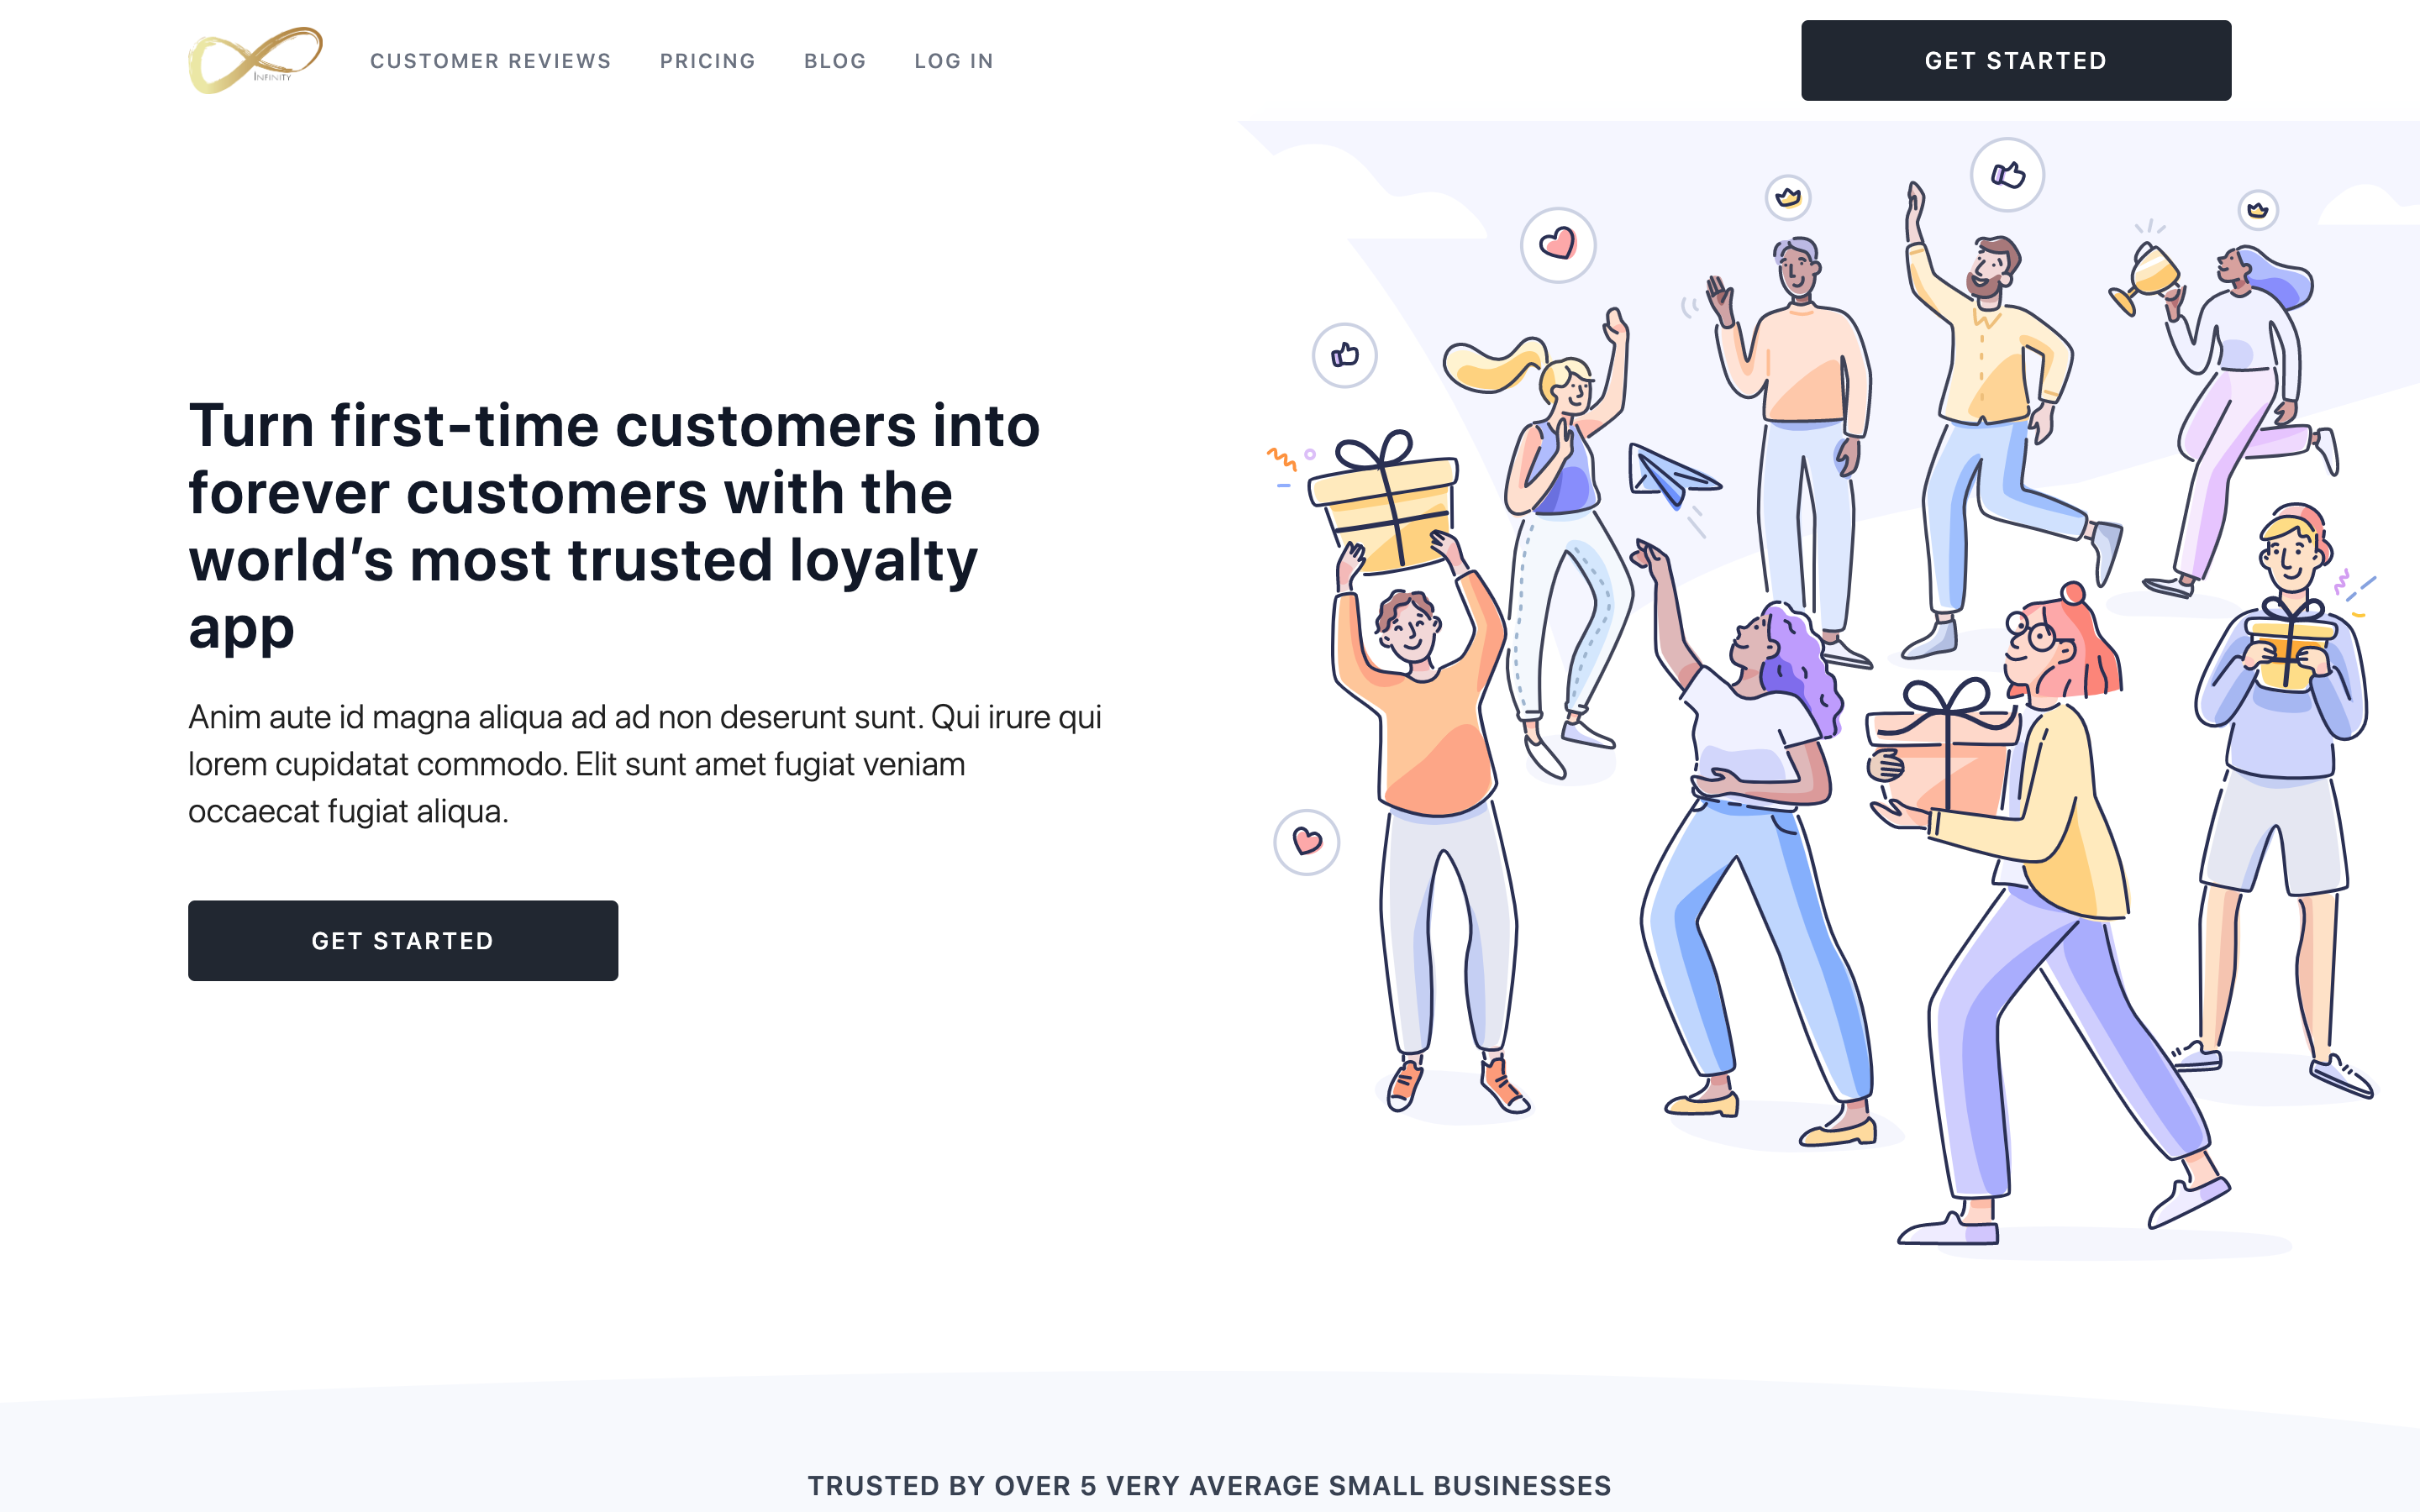 INFINITY
CUSTOMER REVIEWS
PRICING
BLOG
LOG IN
GET STARTED
Turn first-time customers into
forever customers with the
world’s most trusted loyalty
app
Anim aute id magna aliqua ad ad non deserunt sunt. Qui irure qui
lorem cupidatat commodo. Elit sunt amet fugiat veniam
occaecat fugiat aliqua.
GET STARTED
TRUSTED BY OVER 5 VERY AVERAGE SMALL BUSINESSES